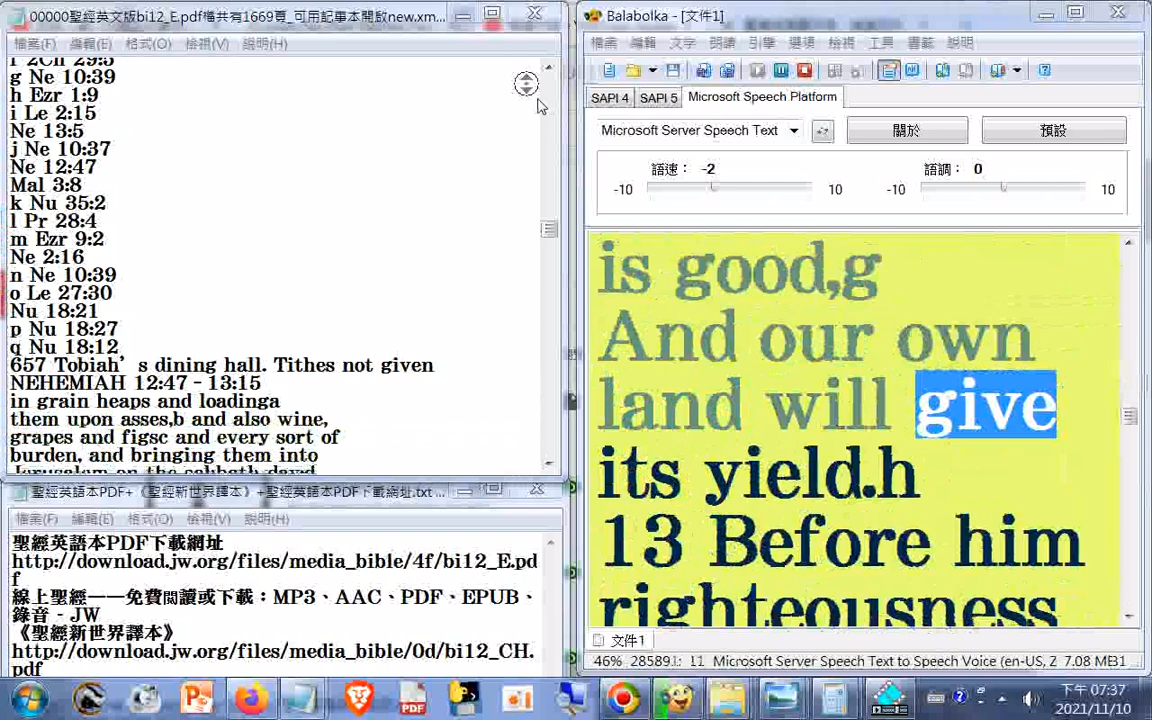 00000聖經英文版bi12_E.pdf檔共有1669頁_可用記事本開啟new.xm...
檔案(F) 編輯(E) 格式(O) 檢視(V) 說明(H)
f 2Ch 29:5
g Ne 10:39
h Ezr 1:9
i Le 2:15
Ne 13:5
j Ne 10:37
Ne 12:47
Mal 3:8
k Nu 35:2
l Pr 28:4
m Ezr 9:2
Ne 2:16
n Ne 10:39
o Le 27:30
Nu 18:21
p Nu 18:27
q Nu 18:12
657 Tobiah’s dining hall. Tithes not given
NEHEMIAH 12:47 - 13:15
in grain heaps and loadinga
them upon asses,b and also wine,
grapes and figsc and every sort of
burden, and bringing them into
Jerusalem on the sabbath dayd
聖經英語本PDF+《聖經新世界譯本》+聖經英語本PDF下載網址.txt ...
檔案(F) 編輯(E) 格式(O) 檢視(V) 說明(H)
聖經英語本PDF下載網址
http://download.jw.org/files/media_bible/4f/bi12_E.pd
f
線上聖經——免費閱讀或下載：MP3、AAC、PDF、EPUB、
錄音 - JW
《聖經新世界譯本》
http://download.jw.org/files/media_bible/0d/bi12_CH.
pdf
Balabolka - [文件1]
檔案 編輯 文字 朗讀 引擎 選項 檢視 工具 書籤 說明
SAPI 4 SAPI 5 Microsoft Speech Platform
Microsoft Server Speech Text 關於 預設
語速： -2 語調： 0
-10 10 -10 10
is good,g
And our own
land will give
its yield.h
13 Before him
righteousness
文件1
46% 28589.: 11 Microsoft Server Speech Text to Speech Voice (en-US, Z 7.08 MB1
下午 07:37
2021/11/10